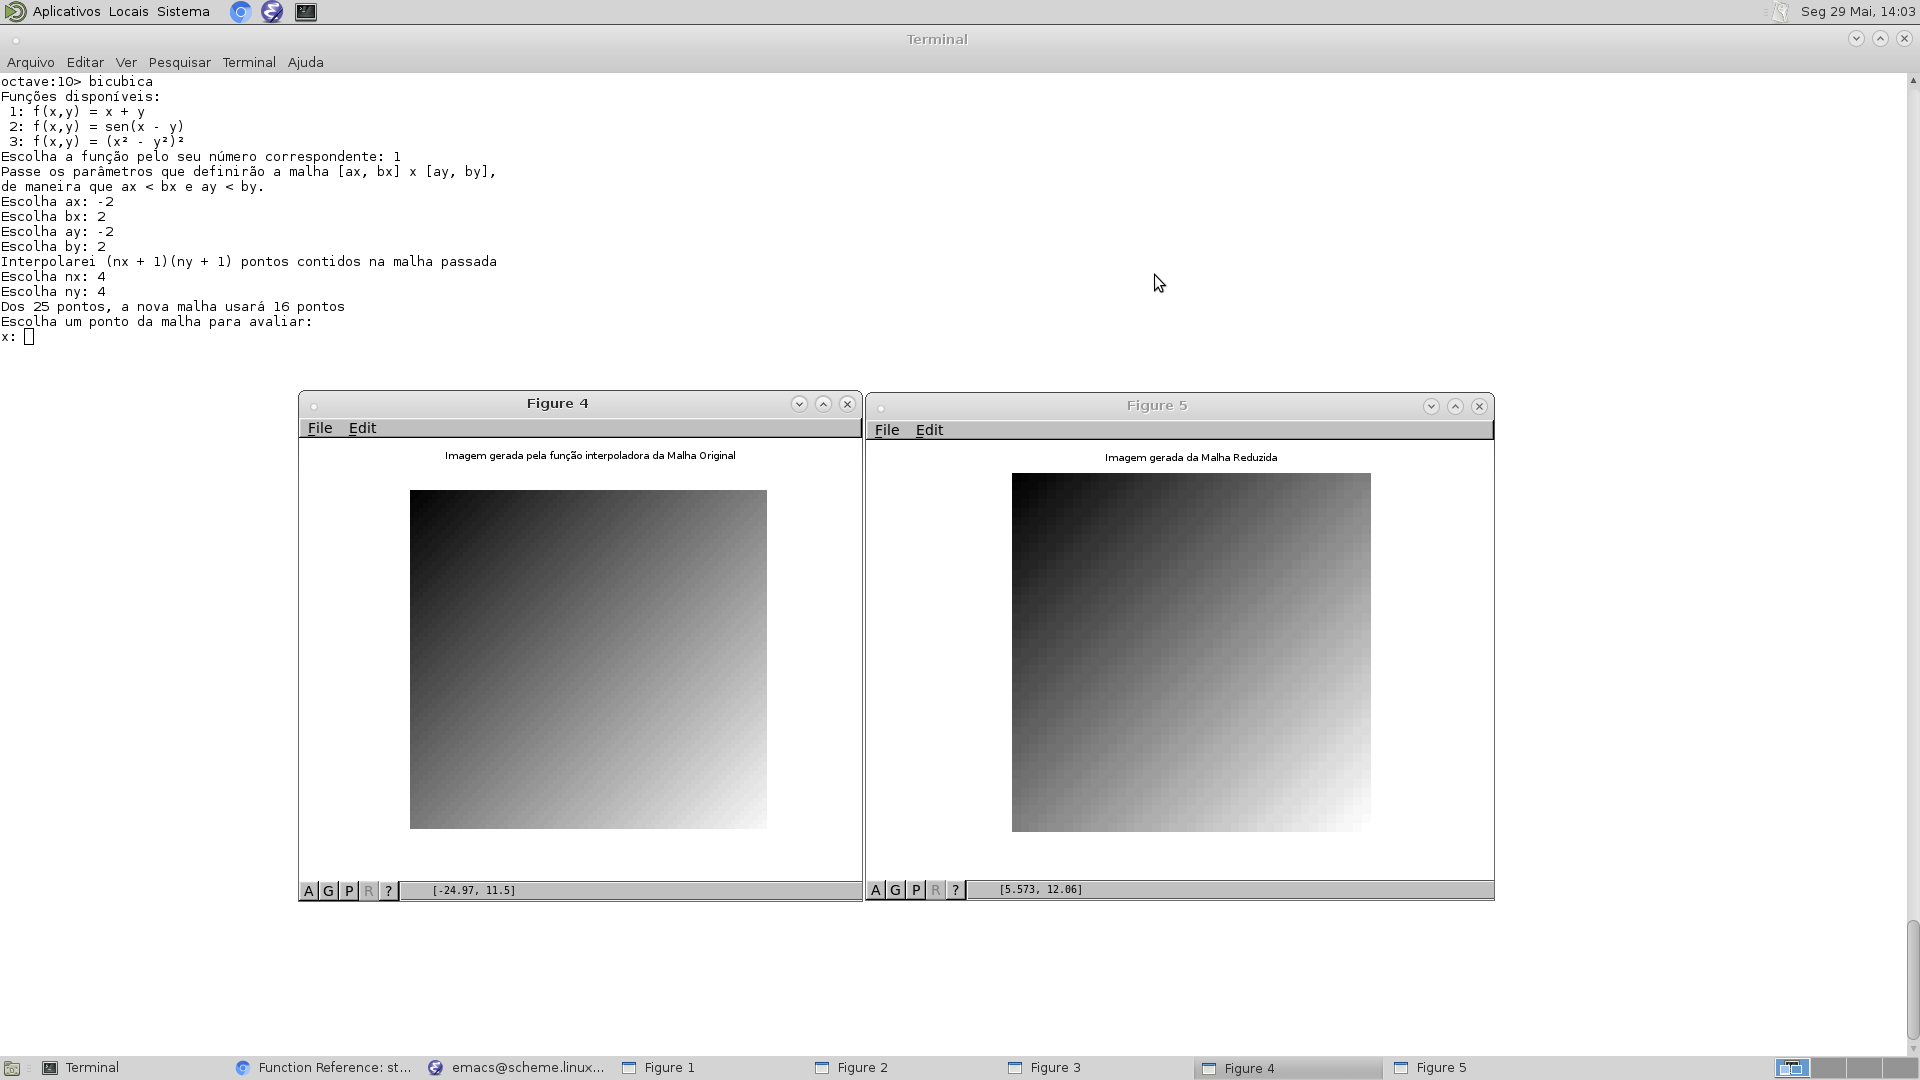 Aplicativos Locais Sistema
Seg 29 Mai, 14:03
Terminal
Arquivo Editar Ver Pesquisar Terminal Ajuda
octave:10> bicubica
Funções disponíveis:
1: f(x,y) = x + y
2: f(x,y) = sen(x - y)
3: f(x,y) = (x² - y²)²
Escolha a função pelo seu número correspondente: 1
Passe os parâmetros que definirão a malha [ax, bx] x [ay, by],
de maneira que ax < bx e ay < by.
Escolha ax: -2
Escolha bx: 2
Escolha ay: -2
Escolha by: 2
Interpolarei (nx + 1)(ny + 1) pontos contidos na malha passada
Escolha nx: 4
Escolha ny: 4
Dos 25 pontos, a nova malha usará 16 pontos
Escolha um ponto da malha para avaliar:
x:
Figure 4
File Edit
Imagem gerada pela função interpoladora da Malha Original
A G P R ? [-24.97, 11.5]
Figure 5
File Edit
Imagem gerada da Malha Reduzida
A G P R ? [5.573, 12.06]
Terminal
Function Reference: st...
emacs@scheme.linux...
Figure 1
Figure 2
Figure 3
Figure 4
Figure 5